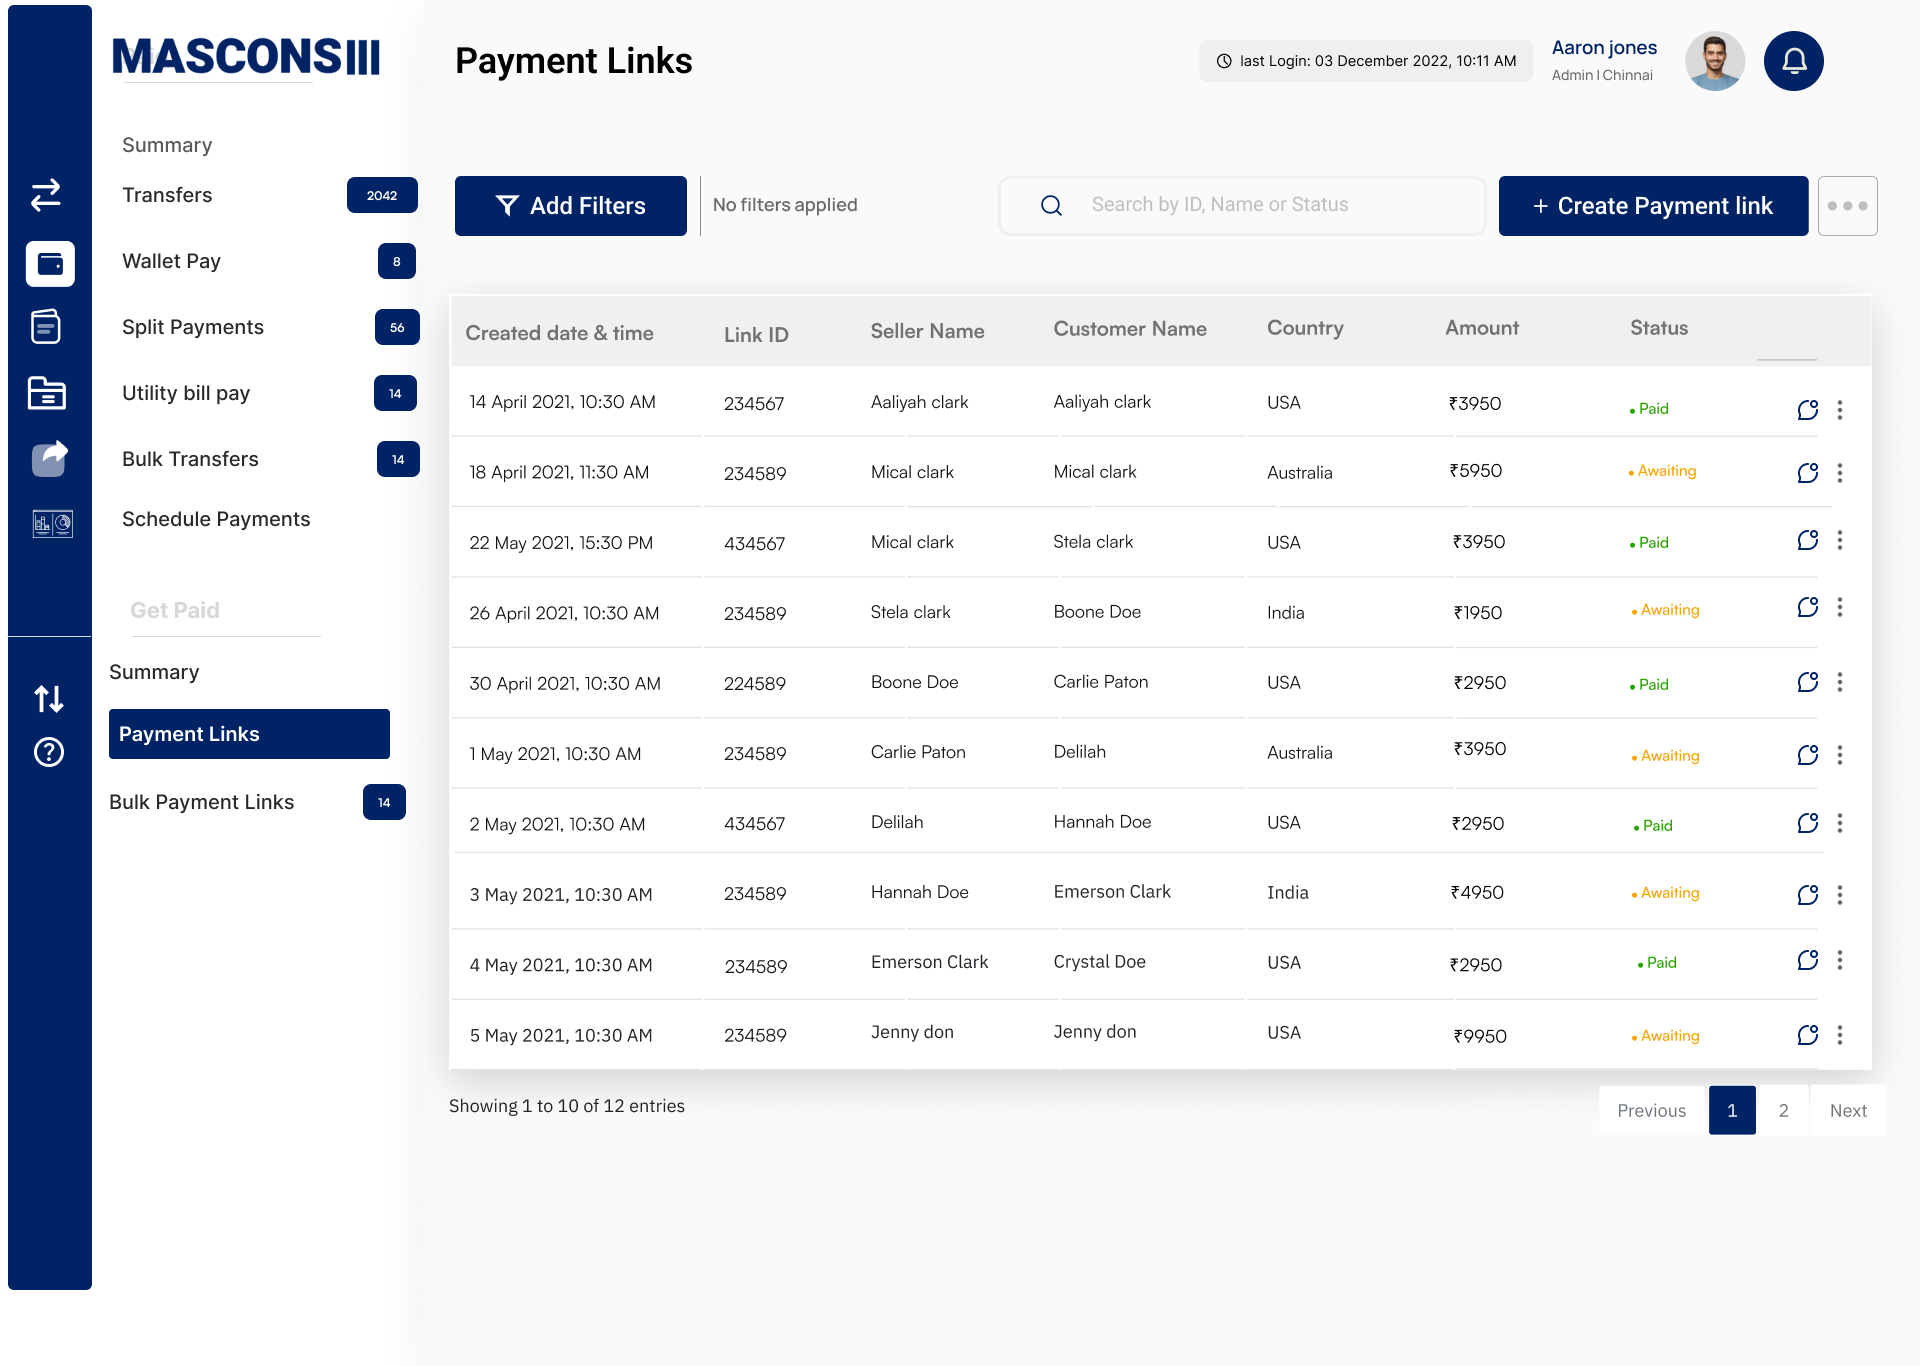 MASCONSIII
Payment Links
last Login: 03 December 2022, 10:11 AM
Aaron jones
Admin | Chinnai
Summary
Transfers 2042
Wallet Pay 8
Split Payments 56
Utility bill pay 14
Bulk Transfers 14
Schedule Payments
Get Paid
Summary
Payment Links
Bulk Payment Links 14
Add Filters
No filters applied
Search by ID, Name or Status
+ Create Payment link
Created date & time Link ID Seller Name Customer Name Country Amount Status
14 April 2021, 10:30 AM 234567 Aaliyah clark Aaliyah clark USA ₹3950 Paid
18 April 2021, 11:30 AM 234589 Mical clark Mical clark Australia ₹5950 Awaiting
22 May 2021, 15:30 PM 434567 Mical clark Stela clark USA ₹3950 Paid
26 April 2021, 10:30 AM 234589 Stela clark Boone Doe India ₹1950 Awaiting
30 April 2021, 10:30 AM 224589 Boone Doe Carlie Paton USA ₹2950 Paid
1 May 2021, 10:30 AM 234589 Carlie Paton Delilah Australia ₹3950 Awaiting
2 May 2021, 10:30 AM 434567 Delilah Hannah Doe USA ₹2950 Paid
3 May 2021, 10:30 AM 234589 Hannah Doe Emerson Clark India ₹4950 Awaiting
4 May 2021, 10:30 AM 234589 Emerson Clark Crystal Doe USA ₹2950 Paid
5 May 2021, 10:30 AM 234589 Jenny don Jenny don USA ₹9950 Awaiting
Showing 1 to 10 of 12 entries
Previous 1 2 Next